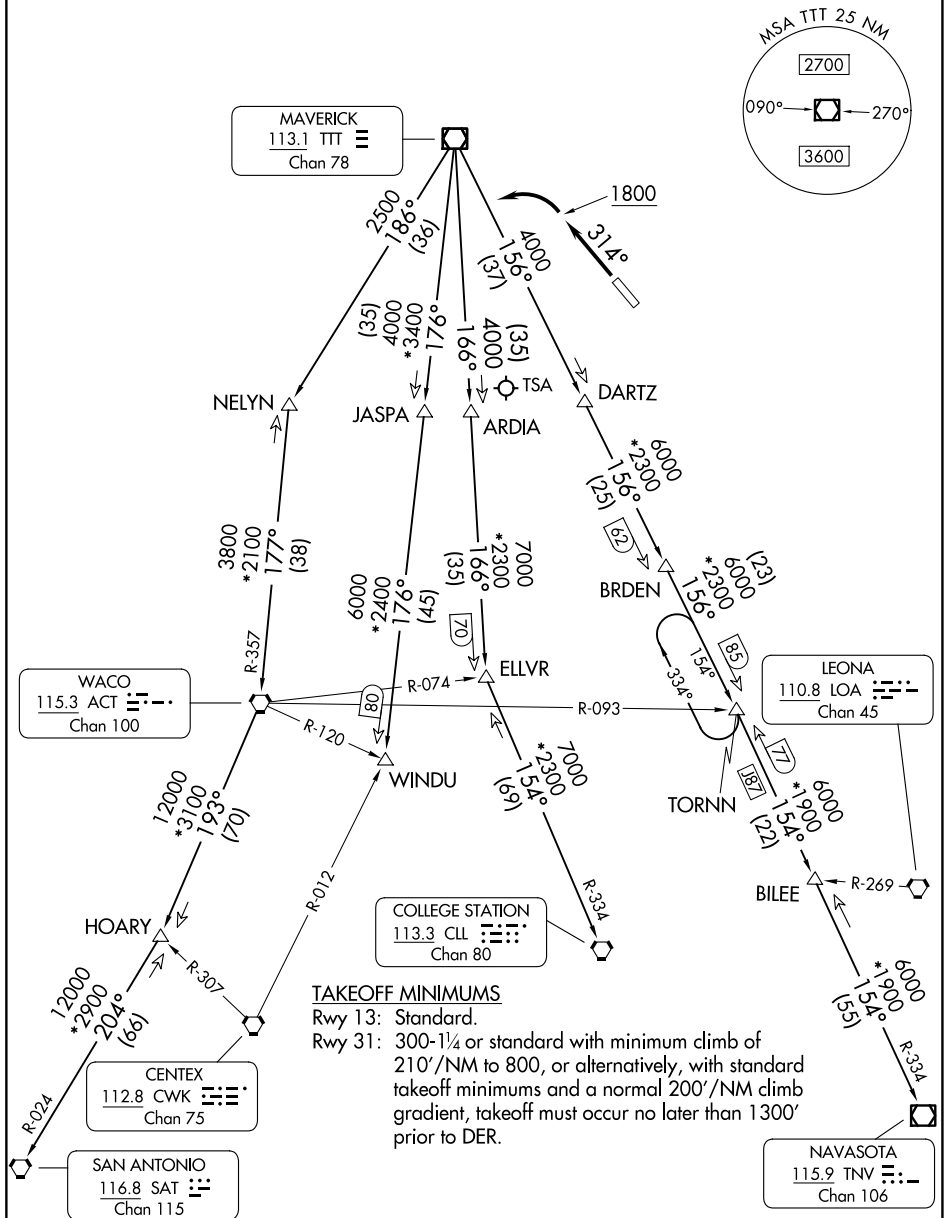 MSA TTT 25 NM
2700
090°
270°
3600
MAVERICK
113.1 TTT
Chan 78
1800
314°
2500
186°
(36)
(35)
4000
*3400
176°
(35)
4000
166°
4000
156°
(37)
TSA
NELYN
JASPA
ARDIA
DARTZ
3800
*2100
177°
(38)
6000
*2400
176°
(45)
7000
*2300
166°
(35)
6000
*2300
156°
(25)
62
BRDEN
(23)
6000
*2300
156°
R-357
80
70
ELLVR
154°
334°
85
WACO
115.3 ACT
Chan 100
R-074
R-093
R-120
LEONA
110.8 LOA
Chan 45
WINDU
TORNN
77
J87
12000
*3100
193°
(70)
7000
*2300
154°
(69)
6000
*1900
154°
(22)
R-012
HOARY
R-307
R-334
BILEE
R-269
COLLEGE STATION
113.3 CLL
Chan 80
12000
*2900
204°
(66)
6000
*1900
154°
(55)
R-334
R-024
CENTEX
112.8 CWK
Chan 75
SAN ANTONIO
116.8 SAT
Chan 115
TAKEOFF MINIMUMS
Rwy 13: Standard.
Rwy 31: 300-1¼ or standard with minimum climb of
210'/NM to 800, or alternatively, with standard
takeoff minimums and a normal 200'/NM climb
gradient, takeoff must occur no later than 1300'
prior to DER.
NAVASOTA
115.9 TNV
Chan 106